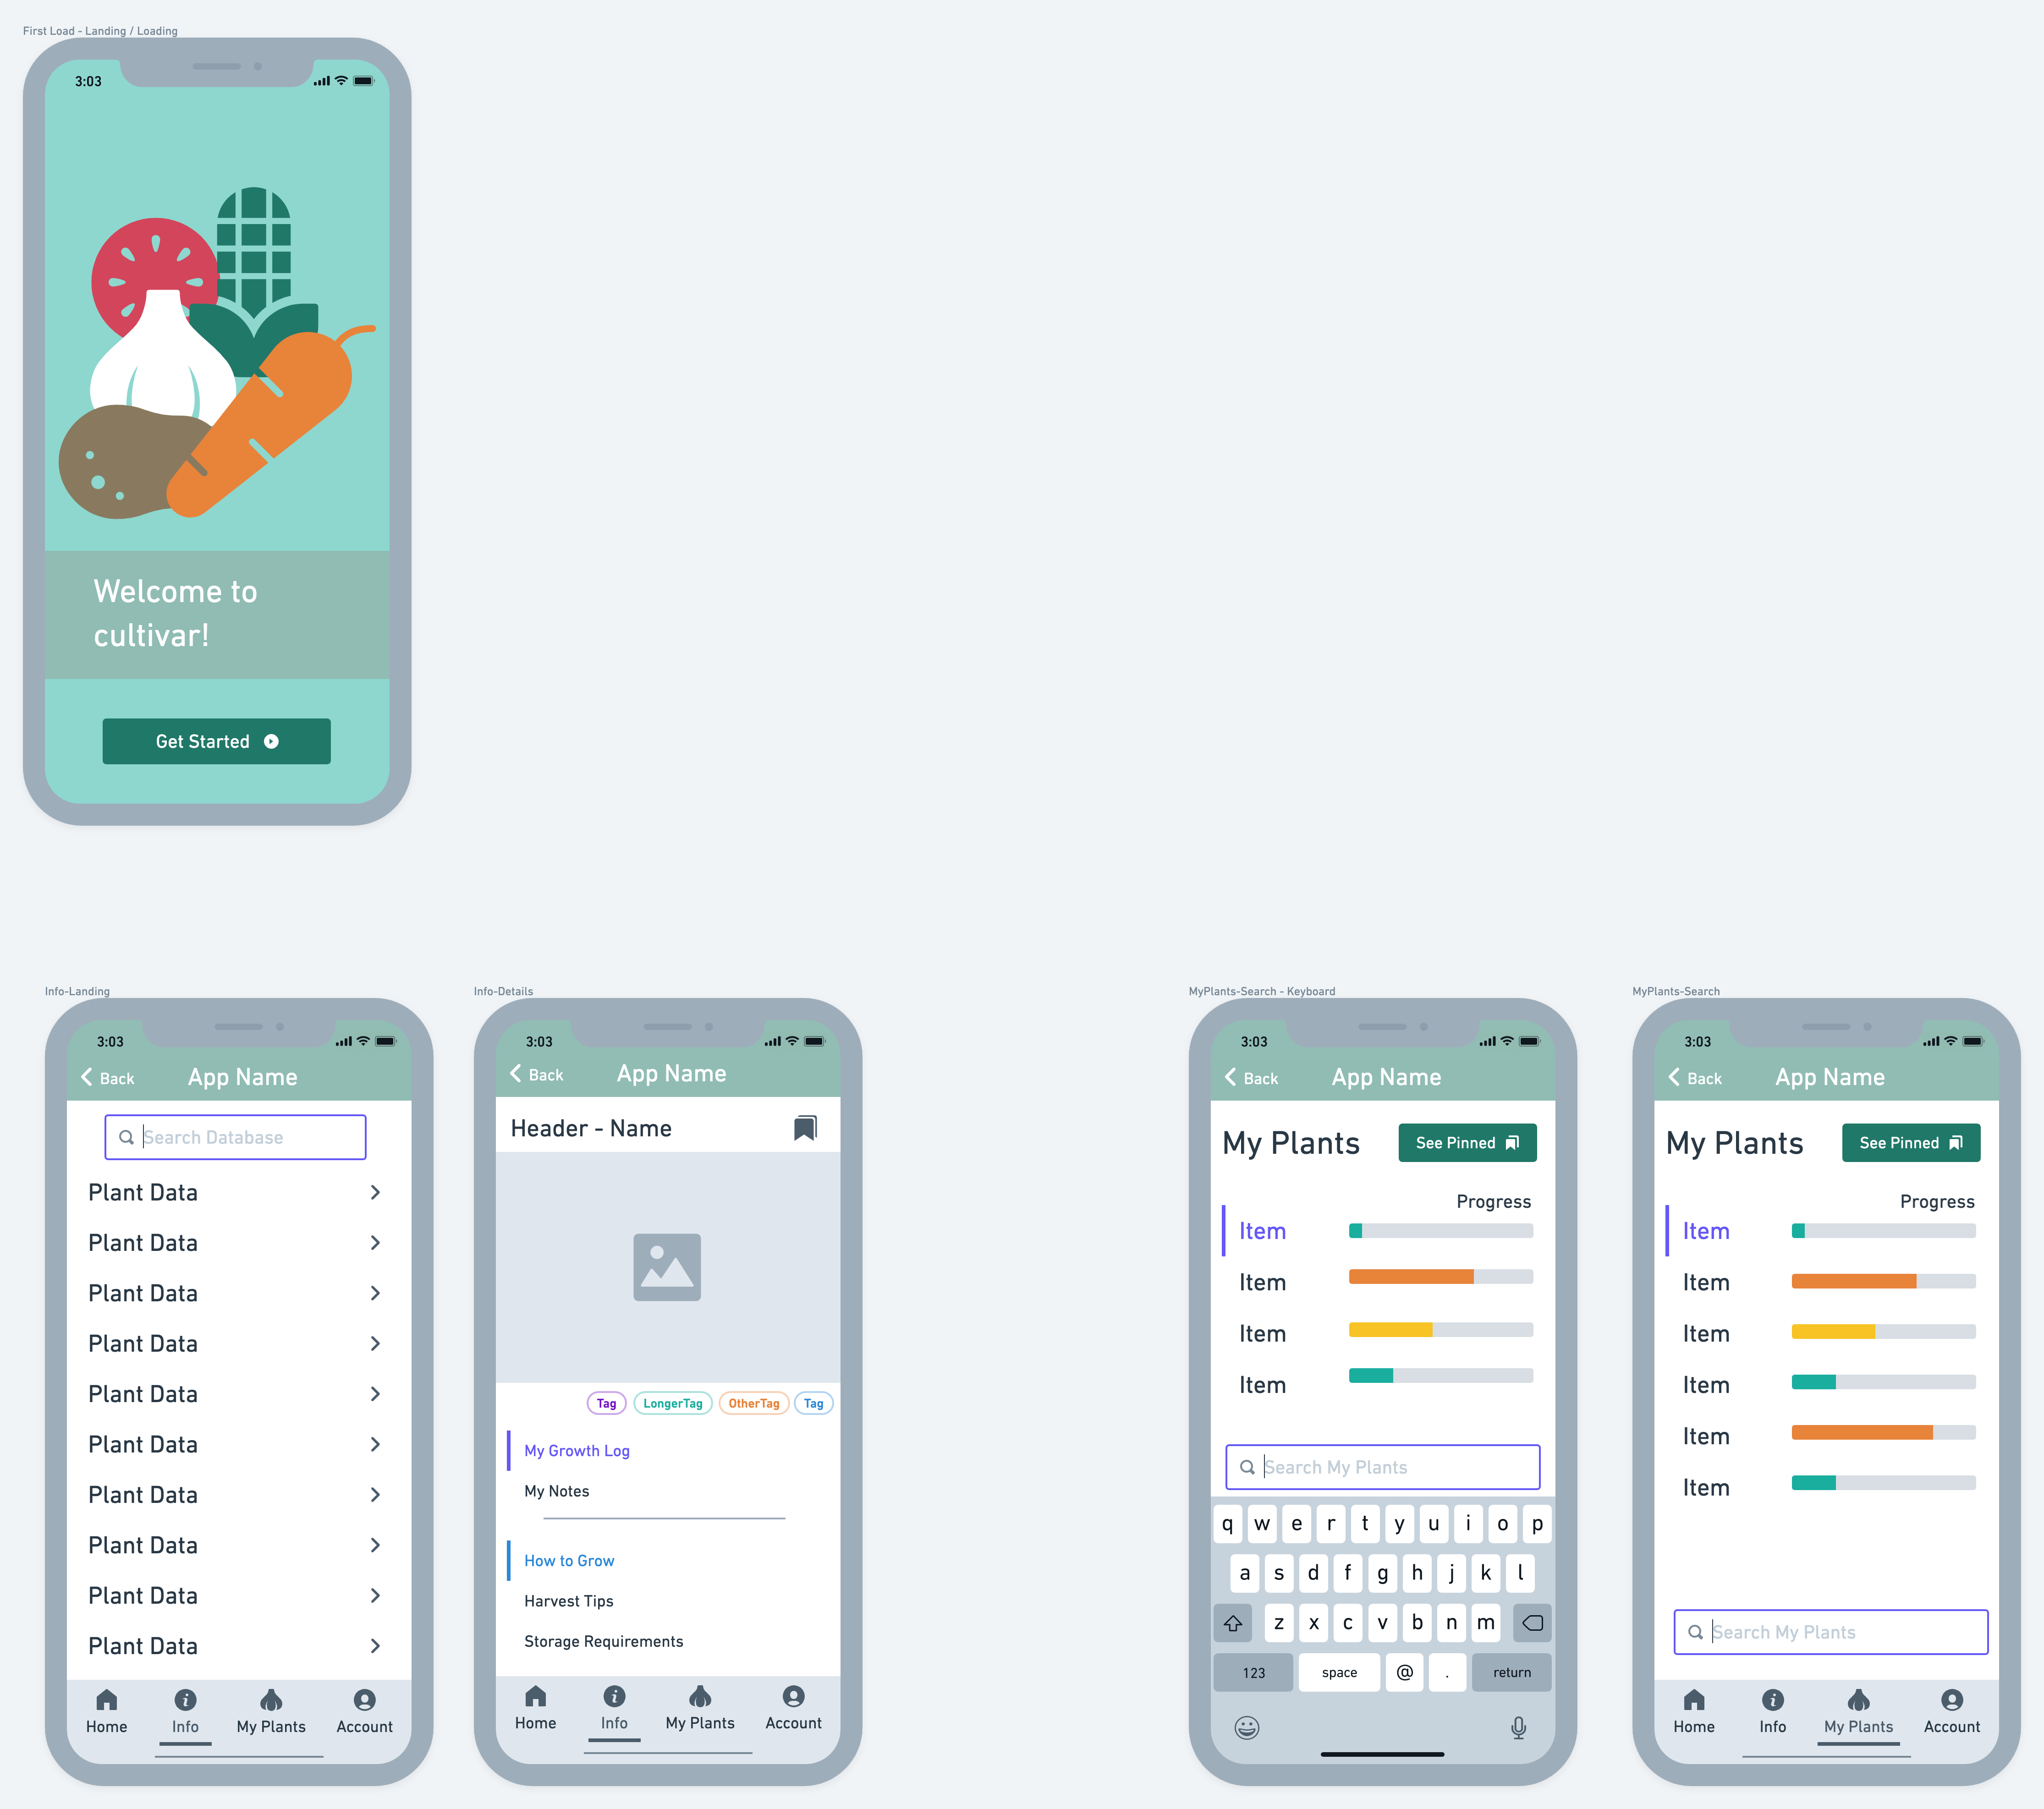 First Load - Landing / Loading
3:03
Welcome to
cultivar!
Get Started
Info-Landing
3:03
Back App Name
Search Database
Plant Data
Plant Data
Plant Data
Plant Data
Plant Data
Plant Data
Plant Data
Plant Data
Plant Data
Plant Data
Home Info My Plants Account
Info-Details
3:03
Back App Name
Header - Name
Tag LongerTag OtherTag Tag
My Growth Log
My Notes
How to Grow
Harvest Tips
Storage Requirements
Home Info My Plants Account
MyPlants-Search - Keyboard
3:03
Back App Name
My Plants See Pinned
Progress
Item
Item
Item
Item
Search My Plants
q w e r t y u i o p
a s d f g h j k l
z x c v b n m
123 space @ . return
MyPlants-Search
3:03
Back App Name
My Plants See Pinned
Progress
Item
Item
Item
Item
Item
Item
Search My Plants
Home Info My Plants Account